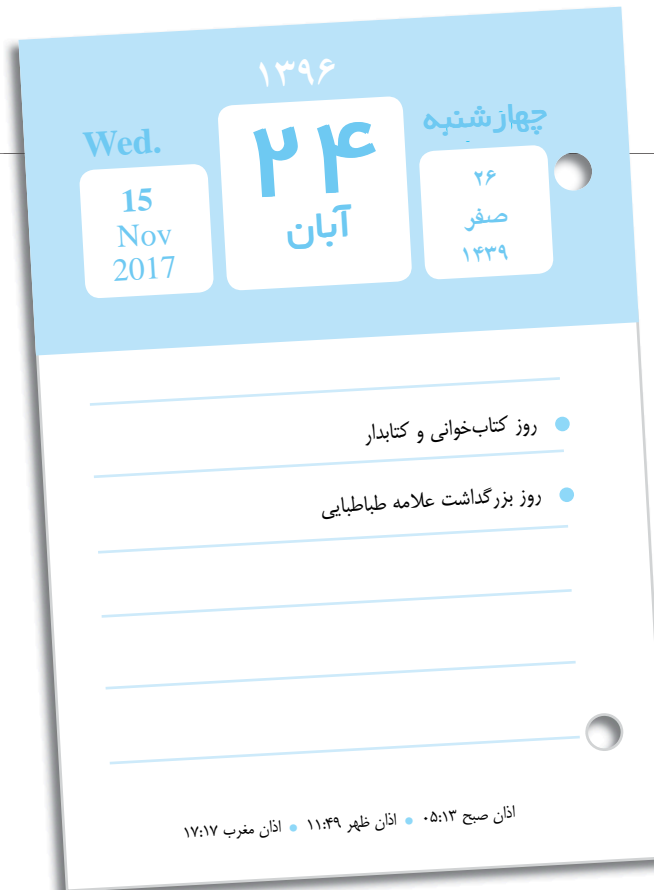 ۱۳۹۶
چهارشنبه
۲۶
صفر
۱۴۳۹
۲۴
آبان
Wed.
15
Nov
2017
روز کتاب‌خوانی و کتابدار
روز بزرگداشت علامه طباطبایی
اذان صبح ۰۵:۱۳ • اذان ظهر ۱۱:۴۹ • اذان مغرب ۱۷:۱۷